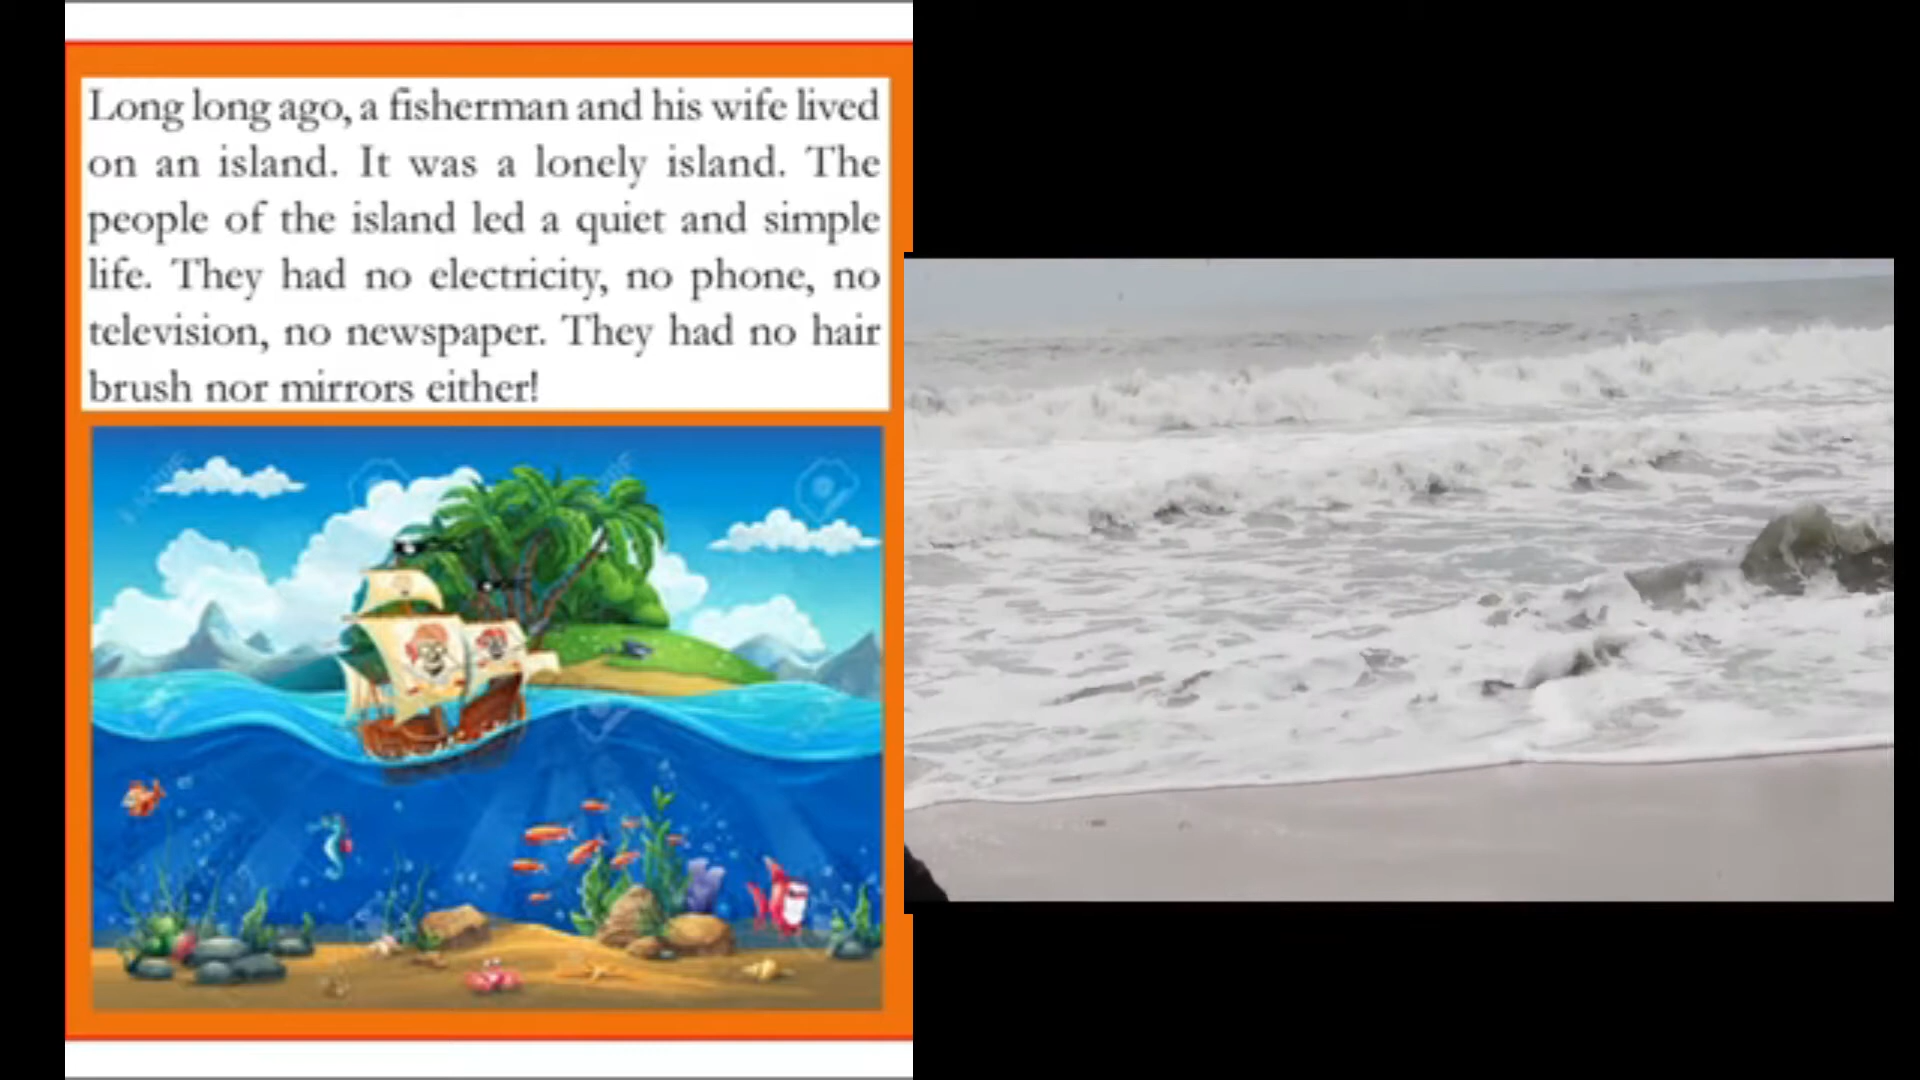 Long long ago, a fisherman and his wife lived
on an island. It was a lonely island. The
people of the island led a quiet and simple
life. They had no electricity, no phone, no
television, no newspaper. They had no hair
brush nor mirrors either!